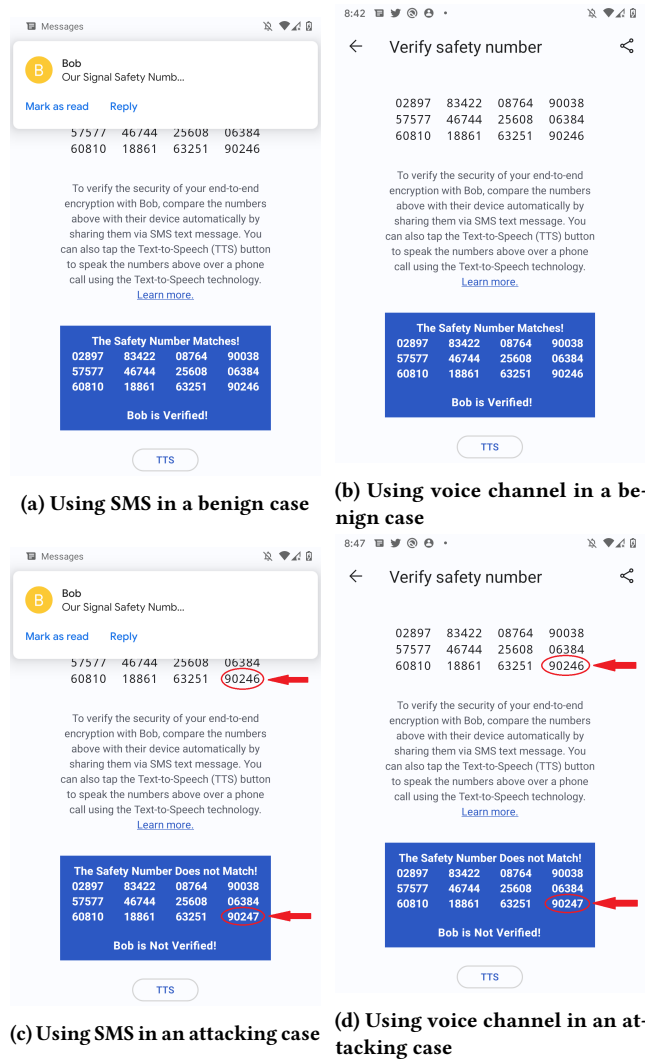 Messages
B
Bob
Our Signal Safety Numb...
Mark as read Reply
57577 46744 25608 06384
60810 18861 63251 90246
To verify the security of your end-to-end
encryption with Bob, compare the numbers
above with their device automatically by
sharing them via SMS text message. You
can also tap the Text-to-Speech (TTS) button
to speak the numbers above over a phone
call using the Text-to-Speech technology.
Learn more.
The Safety Number Matches!
02897 83422 08764 90038
57577 46744 25608 06384
60810 18861 63251 90246
Bob is Verified!
TTS
(a) Using SMS in a benign case
8:42
Verify safety number
02897 83422 08764 90038
57577 46744 25608 06384
60810 18861 63251 90246
To verify the security of your end-to-end
encryption with Bob, compare the numbers
above with their device automatically by
sharing them via SMS text message. You
can also tap the Text-to-Speech (TTS) button
to speak the numbers above over a phone
call using the Text-to-Speech technology.
Learn more.
The Safety Number Matches!
02897 83422 08764 90038
57577 46744 25608 06384
60810 18861 63251 90246
Bob is Verified!
TTS
(b) Using voice channel in a be-
nign case
Messages
B
Bob
Our Signal Safety Numb...
Mark as read Reply
57577 46744 25608 06384
60810 18861 63251 90246
To verify the security of your end-to-end
encryption with Bob, compare the numbers
above with their device automatically by
sharing them via SMS text message. You
can also tap the Text-to-Speech (TTS) button
to speak the numbers above over a phone
call using the Text-to-Speech technology.
Learn more.
The Safety Number Does not Match!
02897 83422 08764 90038
57577 46744 25608 06384
60810 18861 63251 90247
Bob is Not Verified!
TTS
(c) Using SMS in an attacking case
8:47
Verify safety number
02897 83422 08764 90038
57577 46744 25608 06384
60810 18861 63251 90246
To verify the security of your end-to-end
encryption with Bob, compare the numbers
above with their device automatically by
sharing them via SMS text message. You
can also tap the Text-to-Speech (TTS) button
to speak the numbers above over a phone
call using the Text-to-Speech technology.
Learn more.
The Safety Number Does not Match!
02897 83422 08764 90038
57577 46744 25608 06384
60810 18861 63251 90247
Bob is Not Verified!
TTS
(d) Using voice channel in an at-
tacking case